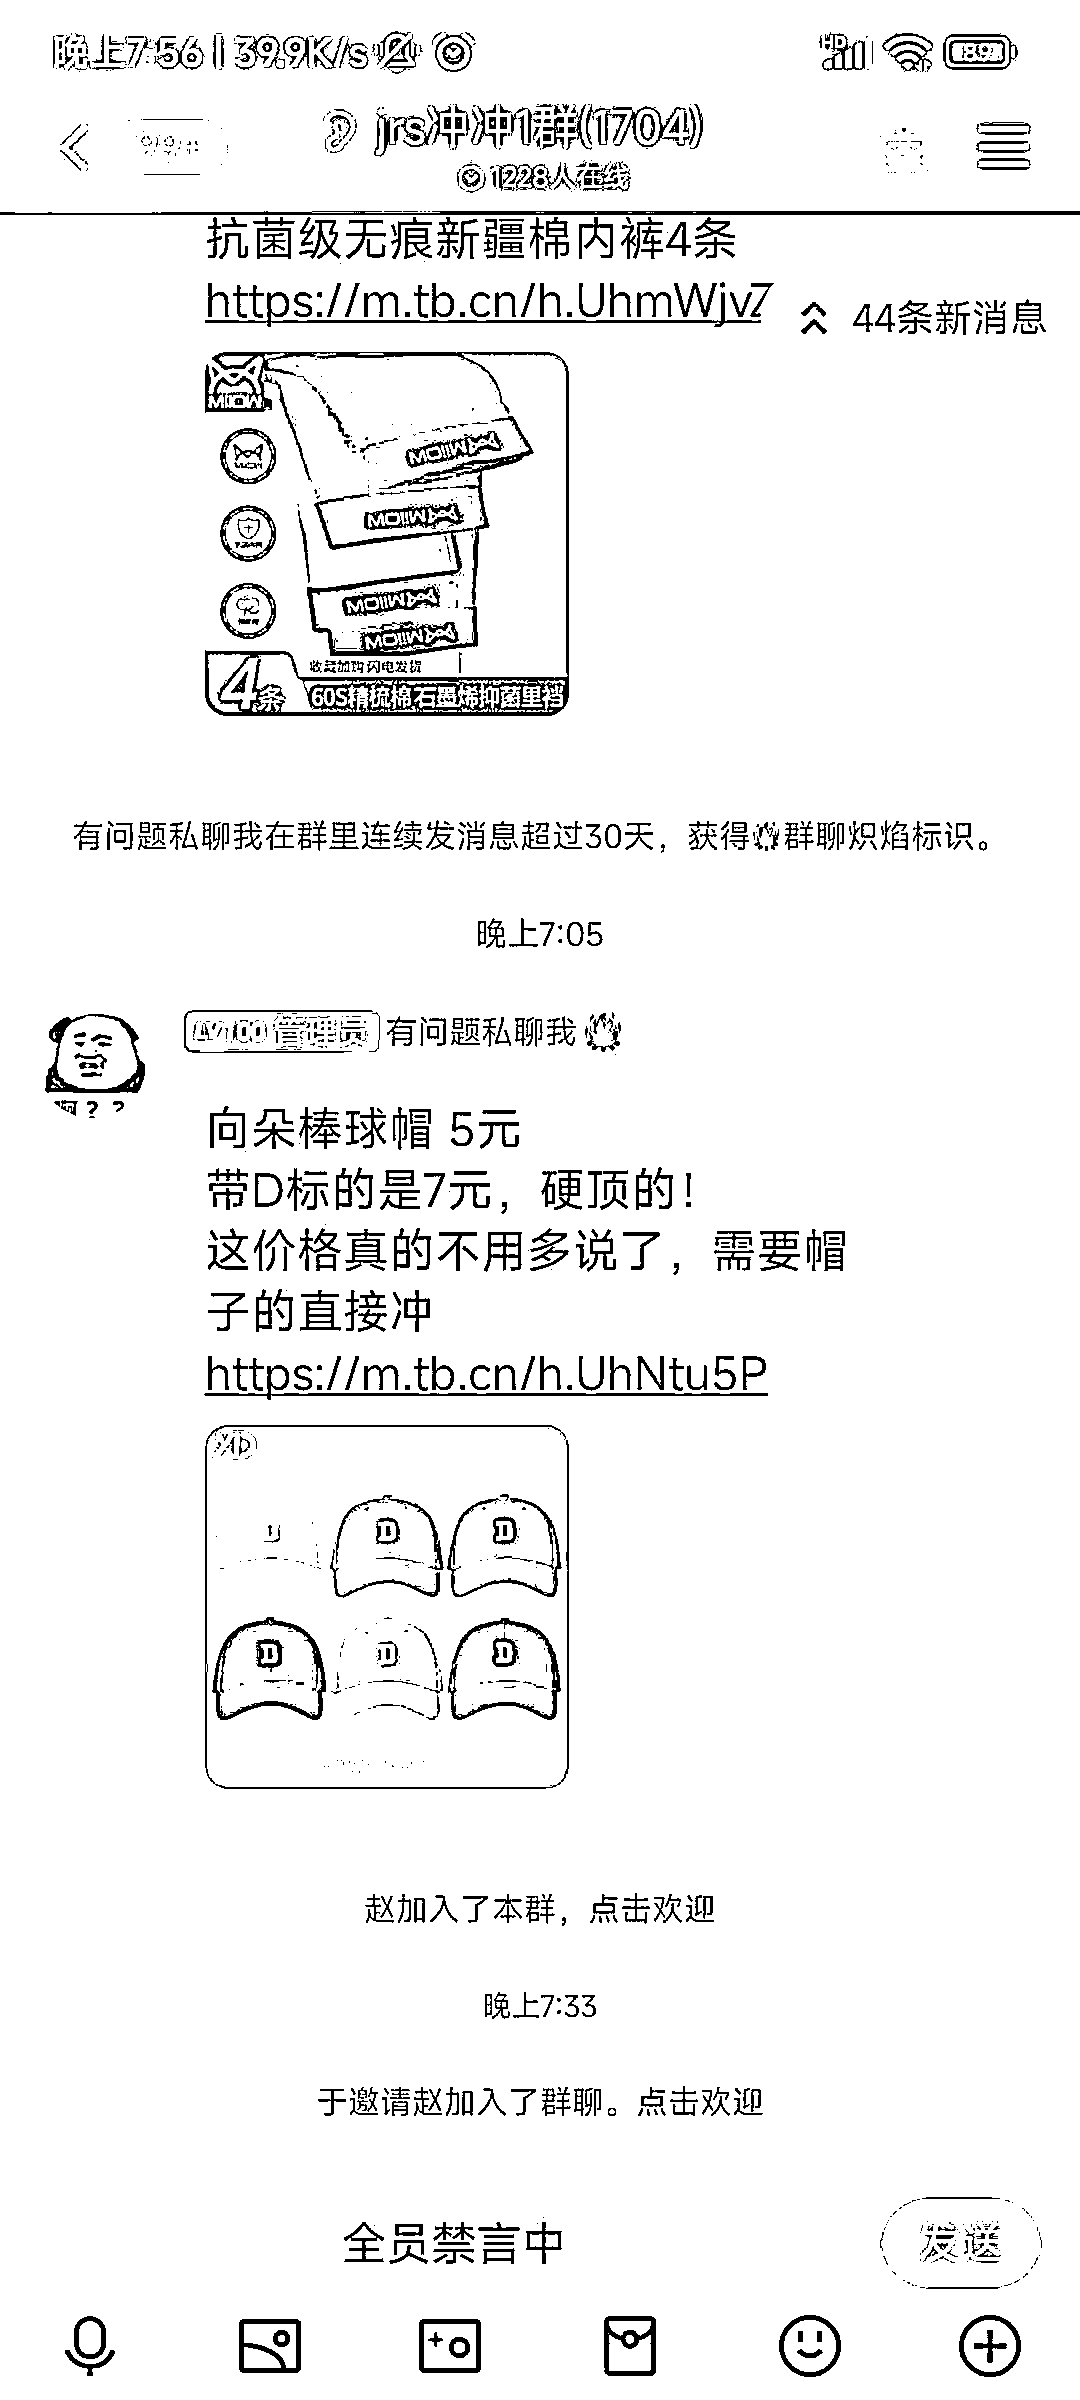 晚上7:56 | 39.9K/s
HD 89
99+ jrs冲冲1群(1704)
1228人在线
抗菌级无痕新疆棉内裤4条
https://m.tb.cn/h.UhmWjvZ
44条新消息
MiiOW
MiiOW
MiiOW
MiiOW
MiiOW
收藏加购 闪电发货
4条 60S精梳棉 石墨烯抑菌里裆
有问题私聊我在群里连续发消息超过30天，获得群聊炽焰标识。
晚上7:05
LV100 管理员 有问题私聊我
啊? ?
向朵棒球帽 5元
带D标的是7元，硬顶的！
这价格真的不用多说了，需要帽
子的直接冲
https://m.tb.cn/h.UhNtu5P
D D D
D D D
赵加入了本群，点击欢迎
晚上7:33
于邀请赵加入了群聊。点击欢迎
全员禁言中 发送